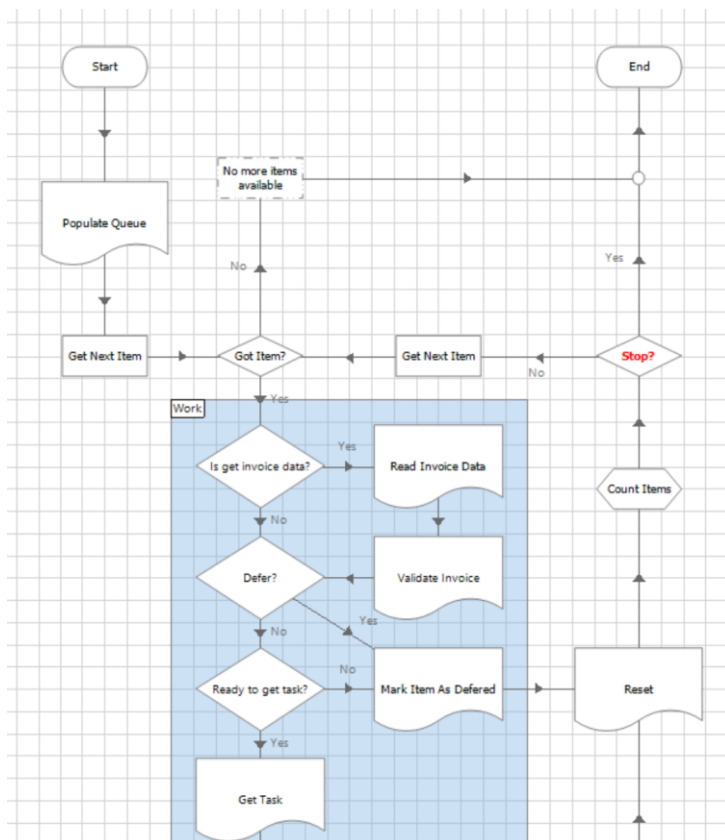 Start
End
No more items
available
Populate Queue
No
Yes
Get Next Item
Got Item?
Get Next Item
Stop?
No
Yes
Work
Is get invoice data?
Yes
Read Invoice Data
Count Items
No
Defer?
Validate Invoice
Yes
No
Ready to get task?
No
Mark Item As Defered
Reset
Yes
Get Task